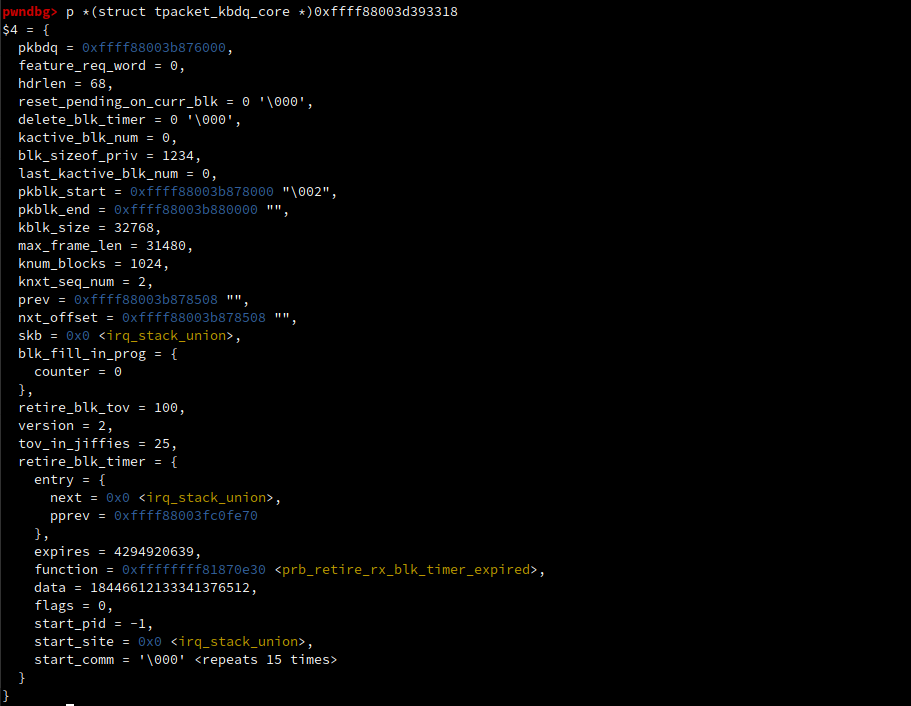 pwndbg> p *(struct tpacket_kbdq_core *)0xffff88003d393318
$4 = {
  pkbdq = 0xffff88003b876000,
  feature_req_word = 0,
  hdrlen = 68,
  reset_pending_on_curr_blk = 0 '\000',
  delete_blk_timer = 0 '\000',
  kactive_blk_num = 0,
  blk_sizeof_priv = 1234,
  last_kactive_blk_num = 0,
  pkblk_start = 0xffff88003b878000 "\002",
  pkblk_end = 0xffff88003b880000 "",
  kblk_size = 32768,
  max_frame_len = 31480,
  knum_blocks = 1024,
  knxt_seq_num = 2,
  prev = 0xffff88003b878508 "",
  nxt_offset = 0xffff88003b878508 "",
  skb = 0x0 <irq_stack_union>,
  blk_fill_in_prog = {
    counter = 0
  },
  retire_blk_tov = 100,
  version = 2,
  tov_in_jiffies = 25,
  retire_blk_timer = {
    entry = {
      next = 0x0 <irq_stack_union>,
      pprev = 0xffff88003fc0fe70
    },
    expires = 4294920639,
    function = 0xffffffff81870e30 <prb_retire_rx_blk_timer_expired>,
    data = 18446612133341376512,
    flags = 0,
    start_pid = -1,
    start_site = 0x0 <irq_stack_union>,
    start_comm = '\000' <repeats 15 times>
  }
}